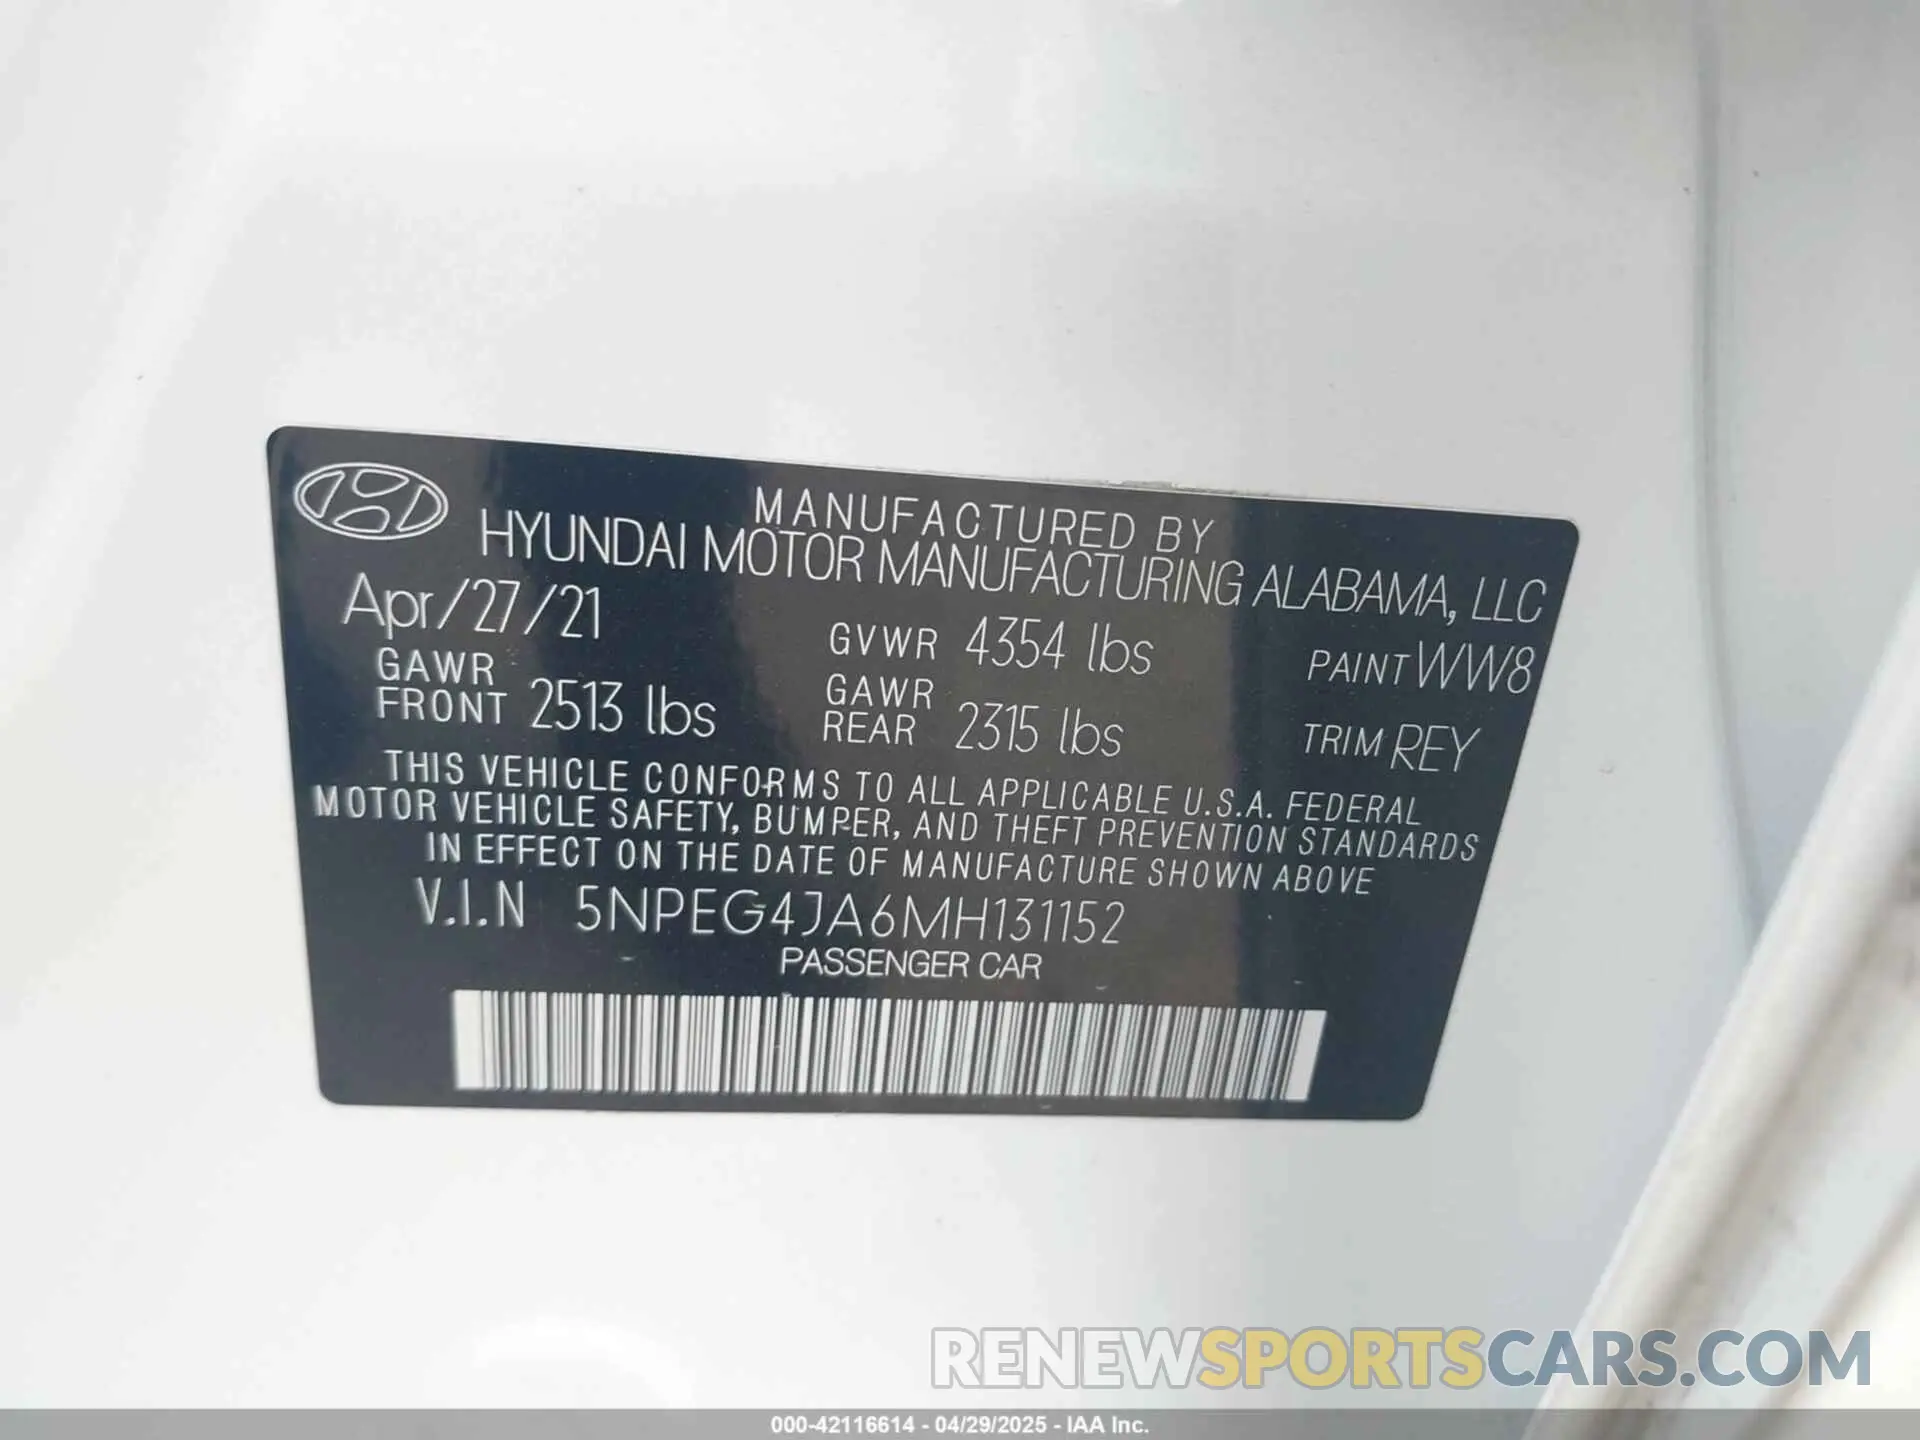 MANUFACTURED BY
HYUNDAI MOTOR MANUFACTURING ALABAMA, LLC
Apr/27/21
GVWR 4354 lbs
PAINT WW8
GAWR
FRONT 2513 lbs
GAWR
REAR 2315 lbs
TRIM REY
THIS VEHICLE CONFORMS TO ALL APPLICABLE U.S.A. FEDERAL
MOTOR VEHICLE SAFETY, BUMPER, AND THEFT PREVENTION STANDARDS
IN EFFECT ON THE DATE OF MANUFACTURE SHOWN ABOVE
V.I.N 5NPEG4JA6MH131152
PASSENGER CAR
RENEWSPORTSCARS.COM
000-42116614 - 04/29/2025 - IAA Inc.